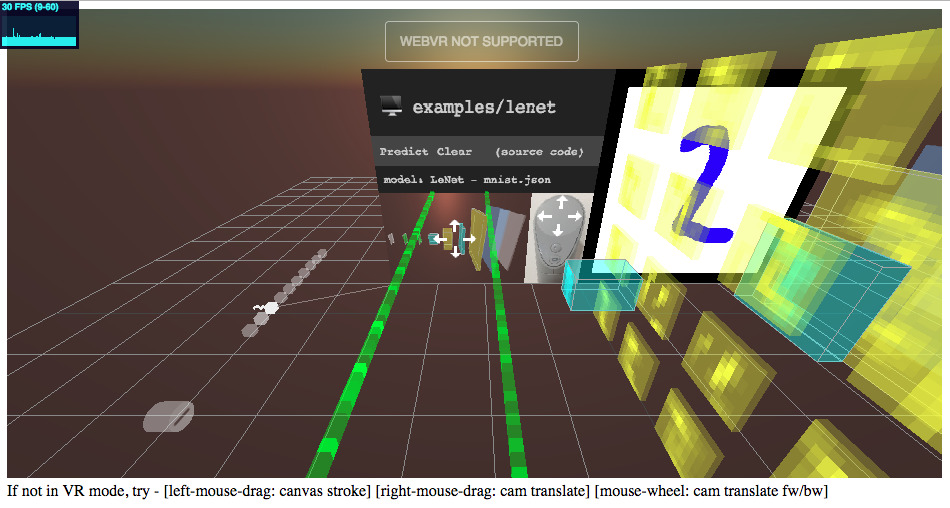 30 FPS (9-60)
WEBVR NOT SUPPORTED
examples/lenet
Predict Clear (source code)
model: LeNet - mnist.json
2
If not in VR mode, try - [left-mouse-drag: canvas stroke] [right-mouse-drag: cam translate] [mouse-wheel: cam translate fw/bw]